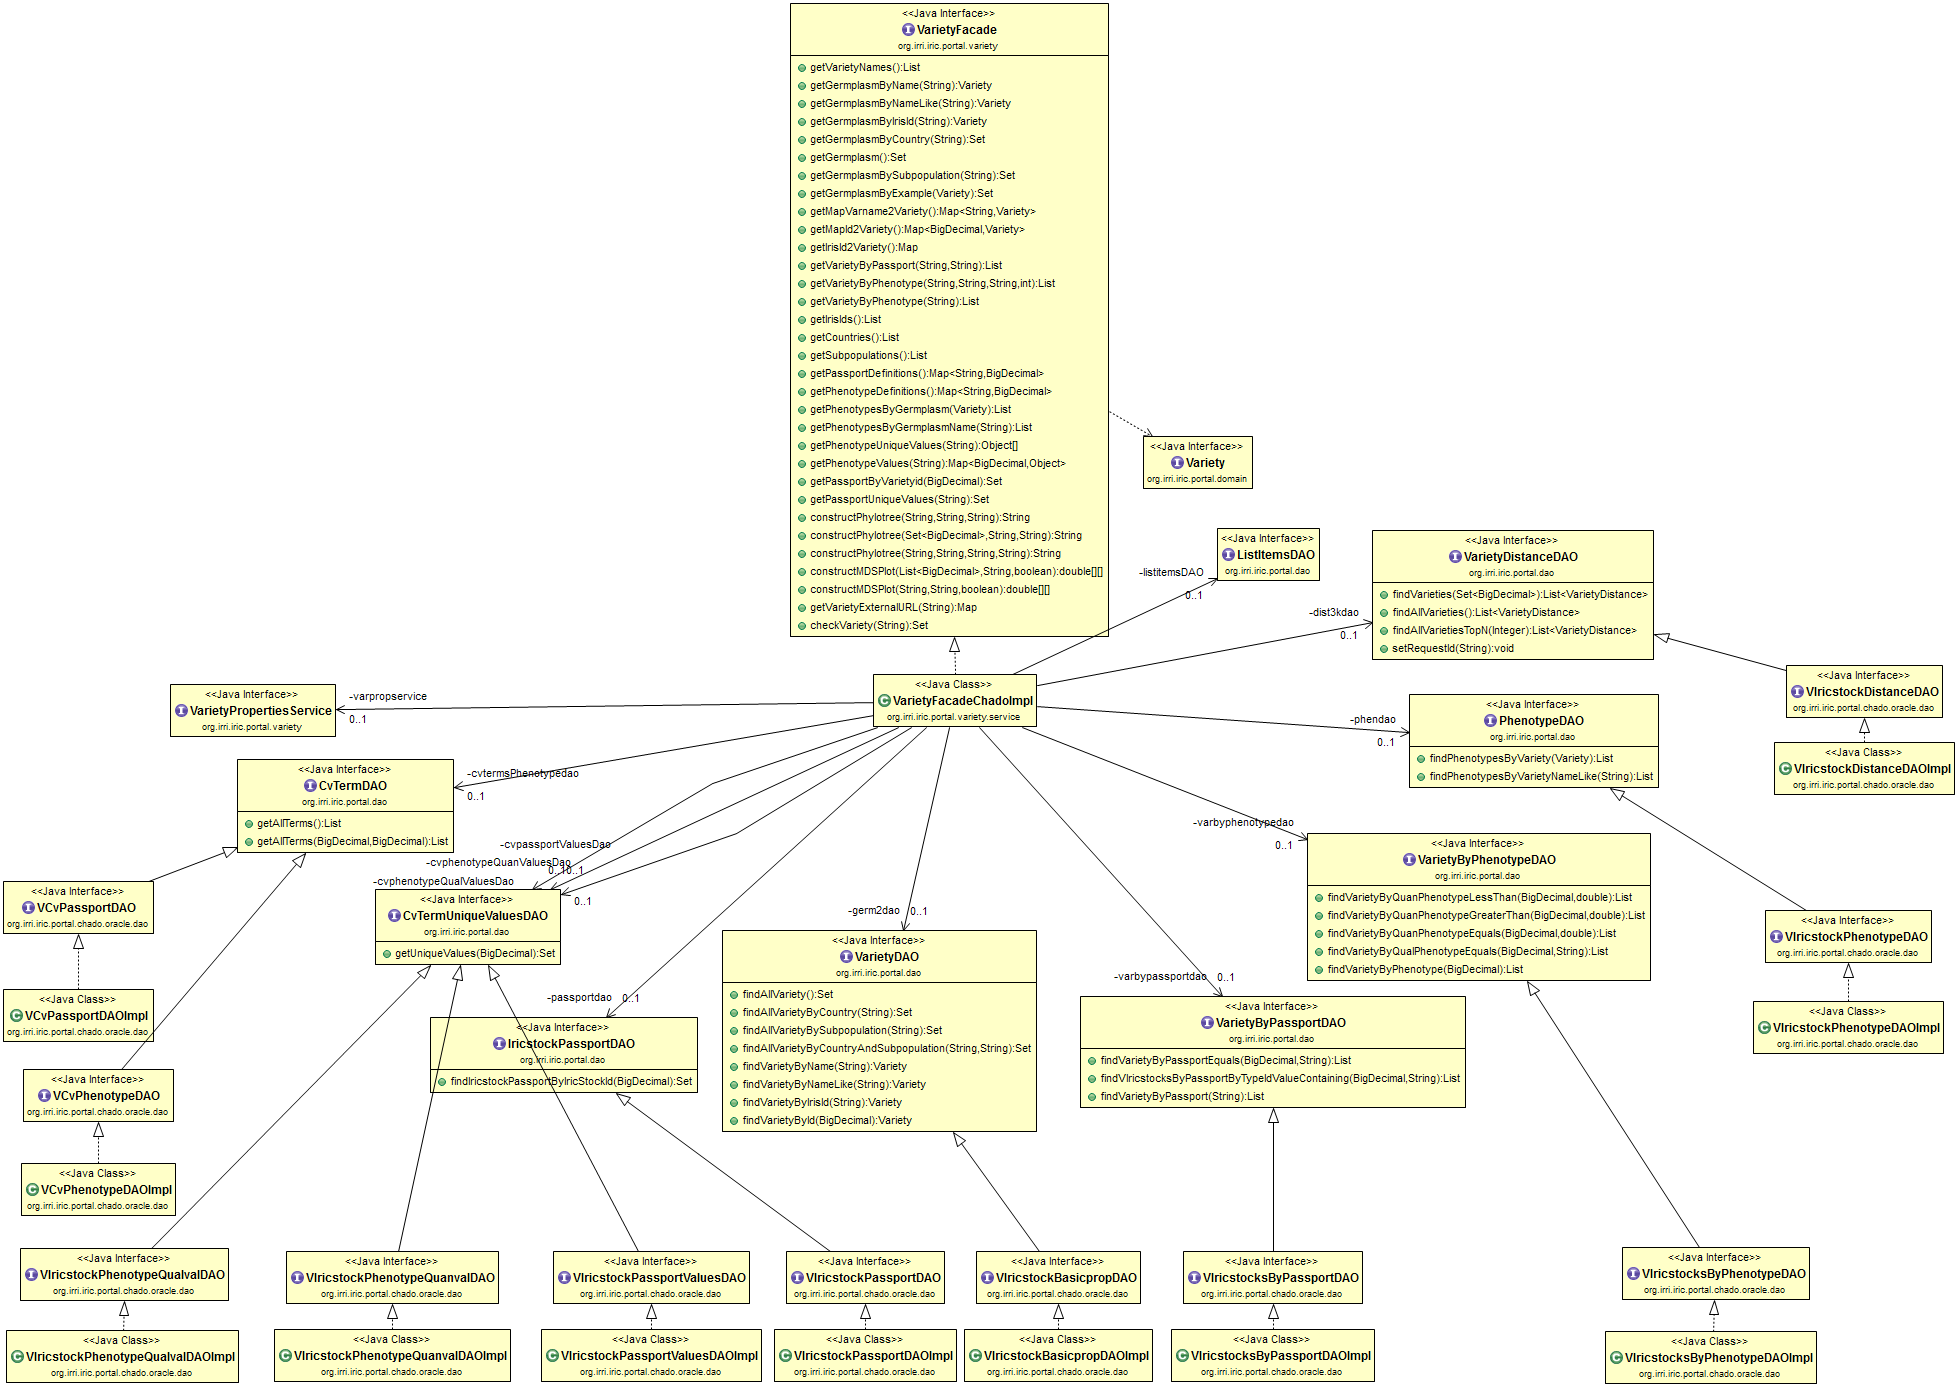 <<Java Interface>>
VarietyFacade
org.irri.iric.portal.variety
getVarietyNames():List
getGermplasmByName(String):Variety
getGermplasmByNameLike(String):Variety
getGermplasmByIrisId(String):Variety
getGermplasmByCountry(String):Set
getGermplasm():Set
getGermplasmBySubpopulation(String):Set
getGermplasmByExample(Variety):Set
getMapVarname2Variety():Map<String,Variety>
getMapId2Variety():Map<BigDecimal,Variety>
getIrisId2Variety():Map
getVarietyByPassport(String,String):List
getVarietyByPhenotype(String,String,String,int):List
getVarietyByPhenotype(String):List
getIrisIds():List
getCountries():List
getSubpopulations():List
getPassportDefinitions():Map<String,BigDecimal>
getPhenotypeDefinitions():Map<String,BigDecimal>
getPhenotypesByGermplasm(Variety):List
getPhenotypesByGermplasmName(String):List
getPhenotypeUniqueValues(String):Object[]
getPhenotypeValues(String):Map<BigDecimal,Object>
getPassportByVarietyid(BigDecimal):Set
getPassportUniqueValues(String):Set
constructPhylotree(String,String,String):String
constructPhylotree(Set<BigDecimal>,String,String):String
constructPhylotree(String,String,String,String):String
constructMDSPlot(List<BigDecimal>,String,boolean):double[][]
constructMDSPlot(String,String,boolean):double[][]
getVarietyExternalURL(String):Map
checkVariety(String):Set
<<Java Interface>>
Variety
org.irri.iric.portal.domain
<<Java Interface>>
ListItemsDAO
org.irri.iric.portal.dao
-listitemsDAO
0..1
<<Java Interface>>
VarietyDistanceDAO
org.irri.iric.portal.dao
findVarieties(Set<BigDecimal>):List<VarietyDistance>
findAllVarieties():List<VarietyDistance>
findAllVarietiesTopN(Integer):List<VarietyDistance>
setRequestId(String):void
-dist3kdao
0..1
<<Java Interface>>
VIricstockDistanceDAO
org.irri.iric.portal.chado.oracle.dao
<<Java Class>>
VIricstockDistanceDAOImpl
org.irri.iric.portal.chado.oracle.dao
<<Java Class>>
VarietyFacadeChadoImpl
org.irri.iric.portal.variety.service
<<Java Interface>>
VarietyPropertiesService
org.irri.iric.portal.variety
-varpropservice
0..1
<<Java Interface>>
PhenotypeDAO
org.irri.iric.portal.dao
findPhenotypesByVariety(Variety):List
findPhenotypesByVarietyNameLike(String):List
-phendao
0..1
<<Java Interface>>
CvTermDAO
org.irri.iric.portal.dao
getAllTerms():List
getAllTerms(BigDecimal,BigDecimal):List
-cvtermsPhenotypedao
0..1
-varbyphenotypedao
0..1
<<Java Interface>>
VarietyByPhenotypeDAO
org.irri.iric.portal.dao
findVarietyByQuanPhenotypeLessThan(BigDecimal,double):List
findVarietyByQuanPhenotypeGreaterThan(BigDecimal,double):List
findVarietyByQuanPhenotypeEquals(BigDecimal,double):List
findVarietyByQualPhenotypeEquals(BigDecimal,String):List
findVarietyByPhenotype(BigDecimal):List
-cvpassportValuesDao
-cvphenotypeQuanValuesDao
0..1
0..1
-cvphenotypeQualValuesDao
0..1
<<Java Interface>>
CvTermUniqueValuesDAO
org.irri.iric.portal.dao
getUniqueValues(BigDecimal):Set
<<Java Interface>>
VCvPassportDAO
org.irri.iric.portal.chado.oracle.dao
<<Java Class>>
VCvPassportDAOImpl
org.irri.iric.portal.chado.oracle.dao
<<Java Interface>>
VCvPhenotypeDAO
org.irri.iric.portal.chado.oracle.dao
<<Java Class>>
VCvPhenotypeDAOImpl
org.irri.iric.portal.chado.oracle.dao
-passportdao
0..1
<<Java Interface>>
IricstockPassportDAO
org.irri.iric.portal.dao
findIricstockPassportByIricStockId(BigDecimal):Set
-germ2dao
0..1
<<Java Interface>>
VarietyDAO
org.irri.iric.portal.dao
findAllVariety():Set
findAllVarietyByCountry(String):Set
findAllVarietyBySubpopulation(String):Set
findAllVarietyByCountryAndSubpopulation(String,String):Set
findVarietyByName(String):Variety
findVarietyByNameLike(String):Variety
findVarietyByIrisId(String):Variety
findVarietyById(BigDecimal):Variety
-varbypassportdao
0..1
<<Java Interface>>
VarietyByPassportDAO
org.irri.iric.portal.dao
findVarietyByPassportEquals(BigDecimal,String):List
findVIricstocksByPassportByTypeIdValueContaining(BigDecimal,String):List
findVarietyByPassport(String):List
<<Java Interface>>
VIricstockPhenotypeDAO
org.irri.iric.portal.chado.oracle.dao
<<Java Class>>
VIricstockPhenotypeDAOImpl
org.irri.iric.portal.chado.oracle.dao
<<Java Interface>>
VIricstockPhenotypeQualvalDAO
org.irri.iric.portal.chado.oracle.dao
<<Java Class>>
VIricstockPhenotypeQualvalDAOImpl
org.irri.iric.portal.chado.oracle.dao
<<Java Interface>>
VIricstockPhenotypeQuanvalDAO
org.irri.iric.portal.chado.oracle.dao
<<Java Class>>
VIricstockPhenotypeQuanvalDAOImpl
org.irri.iric.portal.chado.oracle.dao
<<Java Interface>>
VIricstockPassportValuesDAO
org.irri.iric.portal.chado.oracle.dao
<<Java Class>>
VIricstockPassportValuesDAOImpl
org.irri.iric.portal.chado.oracle.dao
<<Java Interface>>
VIricstockPassportDAO
org.irri.iric.portal.chado.oracle.dao
<<Java Class>>
VIricstockPassportDAOImpl
org.irri.iric.portal.chado.oracle.dao
<<Java Interface>>
VIricstockBasicpropDAO
org.irri.iric.portal.chado.oracle.dao
<<Java Class>>
VIricstockBasicpropDAOImpl
org.irri.iric.portal.chado.oracle.dao
<<Java Interface>>
VIricstocksByPassportDAO
org.irri.iric.portal.chado.oracle.dao
<<Java Class>>
VIricstocksByPassportDAOImpl
org.irri.iric.portal.chado.oracle.dao
<<Java Interface>>
VIricstocksByPhenotypeDAO
org.irri.iric.portal.chado.oracle.dao
<<Java Class>>
VIricstocksByPhenotypeDAOImpl
org.irri.iric.portal.chado.oracle.dao